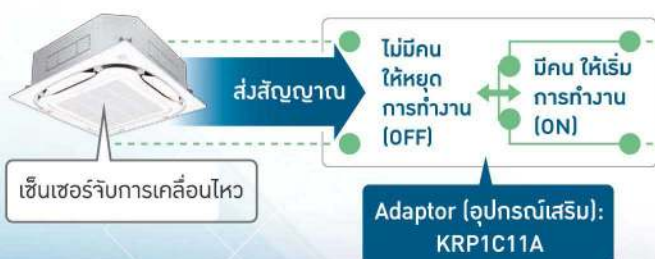 ส่งสัญญาณ
ไม่มีคน
ให้หยุด
การทำงาน
(OFF)
มีคน ให้เริ่ม
การทำงาน
(ON)
เซ็นเซอร์จับการเคลื่อนไหว
Adaptor (อุปกรณ์เสริม):
KRP1C11A